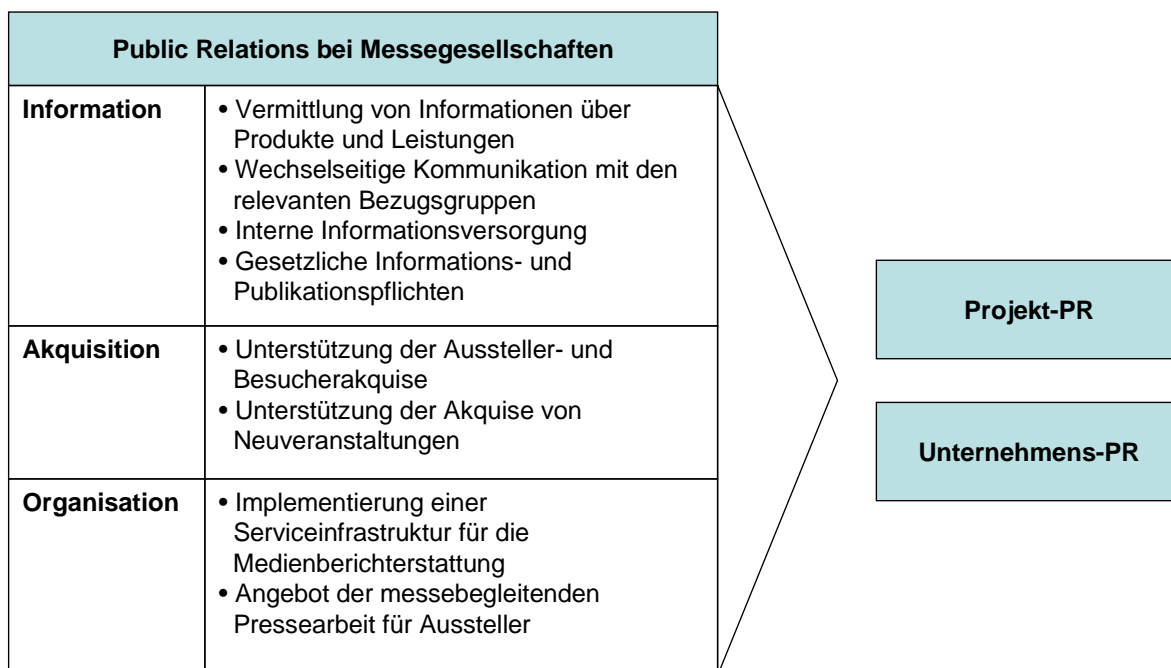 Public Relations bei Messegesellschaften
Information
• Vermittlung von Informationen über
Produkte und Leistungen
• Wechselseitige Kommunikation mit den
relevanten Bezugsgruppen
• Interne Informationsversorgung
• Gesetzliche Informations- und
Publikationspflichten
Akquisition
• Unterstützung der Aussteller- und
Besucherakquise
• Unterstützung der Akquise von
Neuveranstaltungen
Organisation
• Implementierung einer
Serviceinfrastruktur für die
Medienberichterstattung
• Angebot der messebegleitenden
Pressearbeit für Aussteller
Projekt-PR
Unternehmens-PR